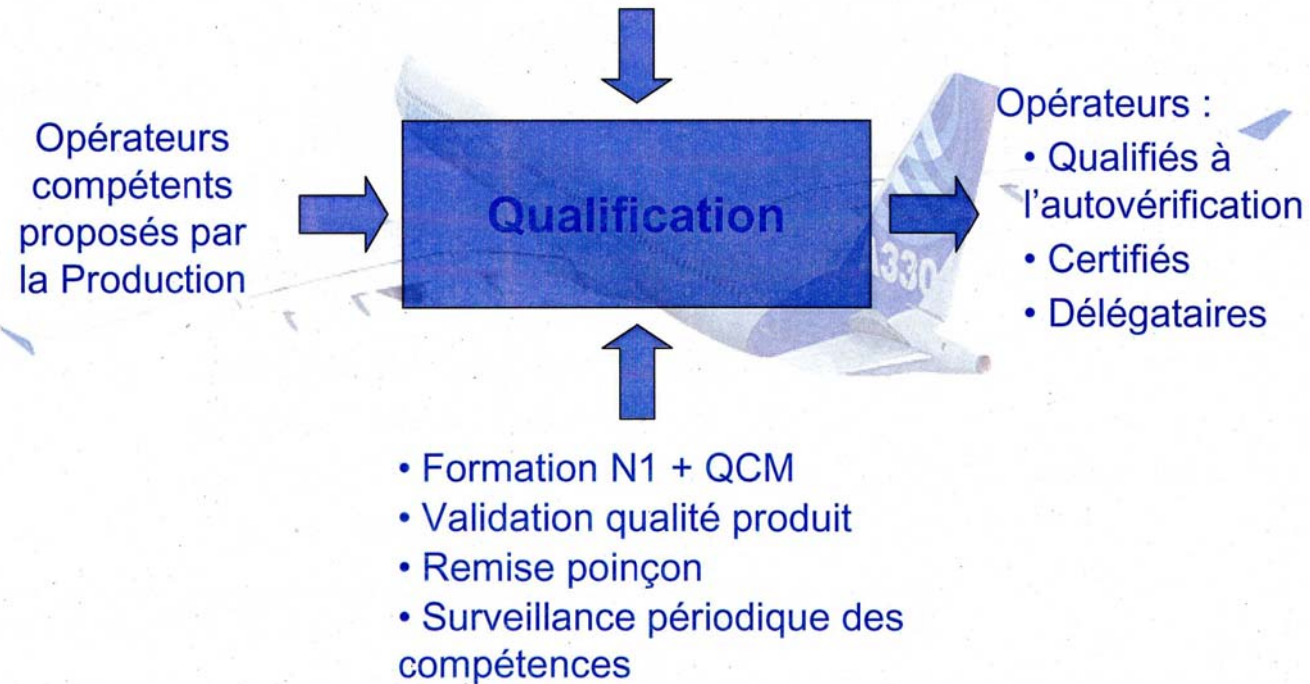 Opérateurs
compétents
proposés par
la Production
Qualification
Opérateurs :
• Qualifiés à
l'autovérification
• Certifiés
• Délégataires
330
• Formation N1 + QCM
• Validation qualité produit
• Remise poinçon
• Surveillance périodique des
compétences